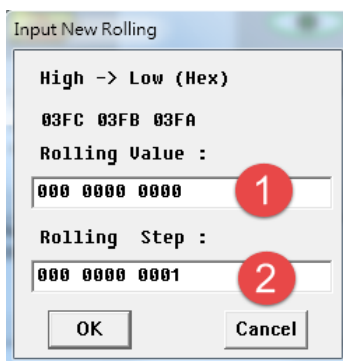 Input New Rolling
High -> Low (Hex)
03FC 03FB 03FA
Rolling Value :
000 0000 0000
1
Rolling Step :
000 0000 0001
2
OK Cancel